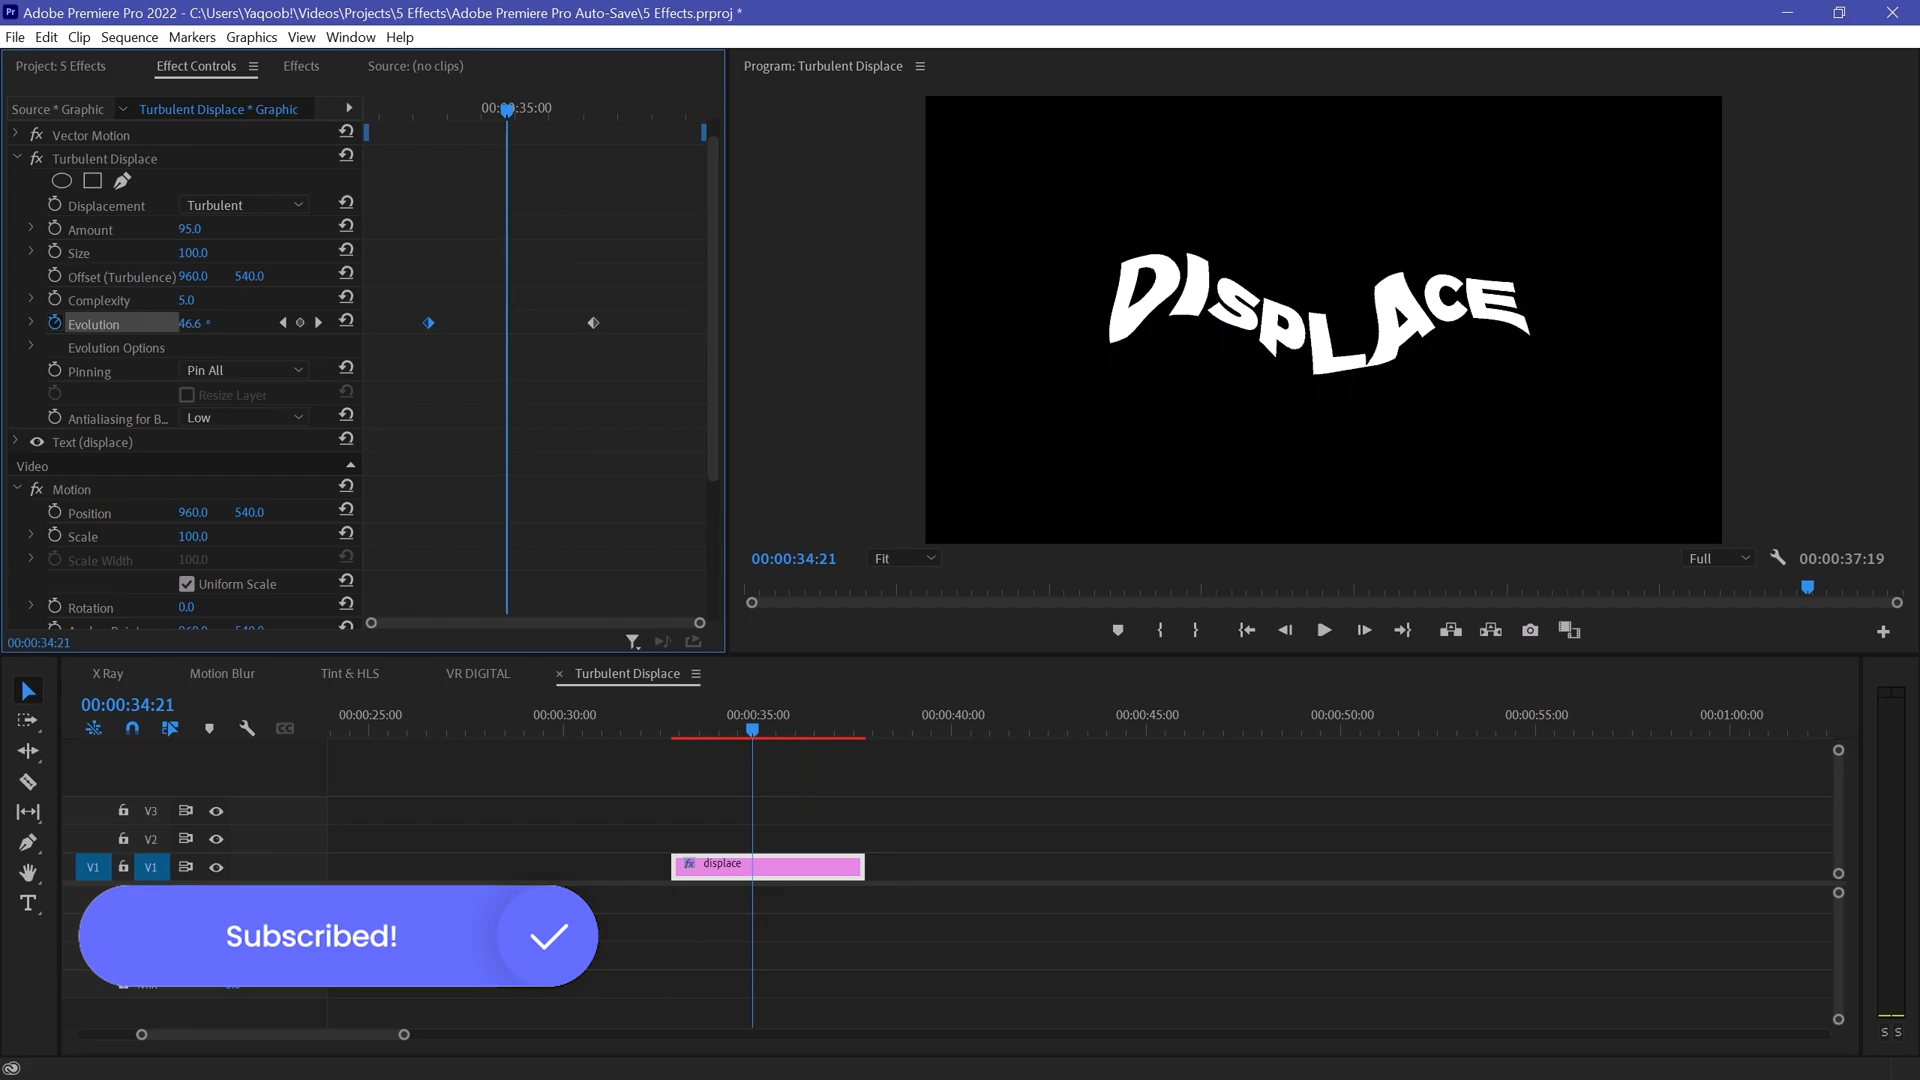 Adobe Premiere Pro 2022 - C:\Users\Yaqoob!\Videos\Projects\5 Effects\Adobe Premiere Pro Auto-Save\5 Effects.prproj *
File Edit Clip Sequence Markers Graphics View Window Help
Project: 5 Effects Effect Controls Effects Source: (no clips)
Program: Turbulent Displace
Source * Graphic Turbulent Displace * Graphic
fx Vector Motion
fx Turbulent Displace
Displacement Turbulent
Amount 95.0
Size 100.0
Offset (Turbulence) 960.0 540.0
Complexity 5.0
Evolution 46.6 °
Evolution Options
Pinning Pin All
Resize Layer
Antialiasing for B... Low
Text (displace)
Video
fx Motion
Position 960.0 540.0
Scale 100.0
Scale Width 100.0
Uniform Scale
Rotation 0.0
00:00:34:21
DISPLACE
00:00:34:21 Fit Full 00:00:37:19
X Ray Motion Blur Tint & HLS VR DIGITAL × Turbulent Displace
00:00:34:21
00:00:25:00 00:00:30:00 00:00:35:00 00:00:40:00 00:00:45:00 00:00:50:00 00:00:55:00 00:01:00:00
V3
V2
V1 V1
fx displace
Subscribed!
S S